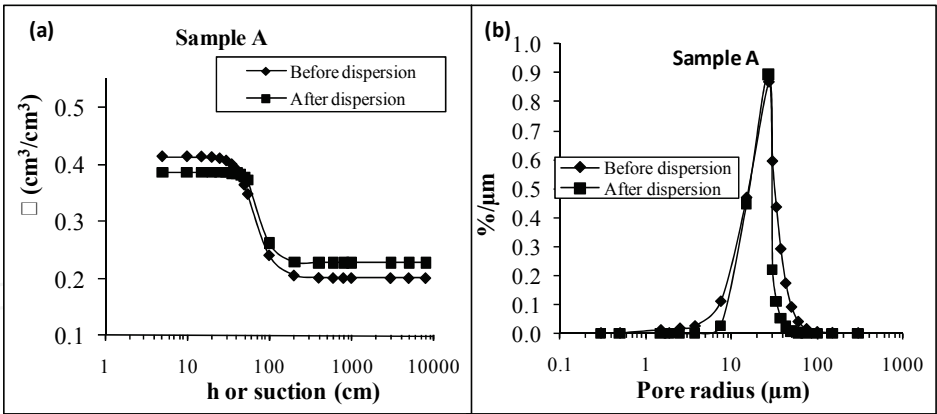 (a)
Sample A
Before dispersion
After dispersion
0.5
0.4
0.3
0.2
0.1
□ (cm³/cm³)
1 10 100 1000 10000
h or suction (cm)
(b)
Sample A
Before dispersion
After dispersion
1.0
0.9
0.8
0.7
0.6
0.5
0.4
0.3
0.2
0.1
0.0
%/µm
0.1 1 10 100 1000
Pore radius (µm)